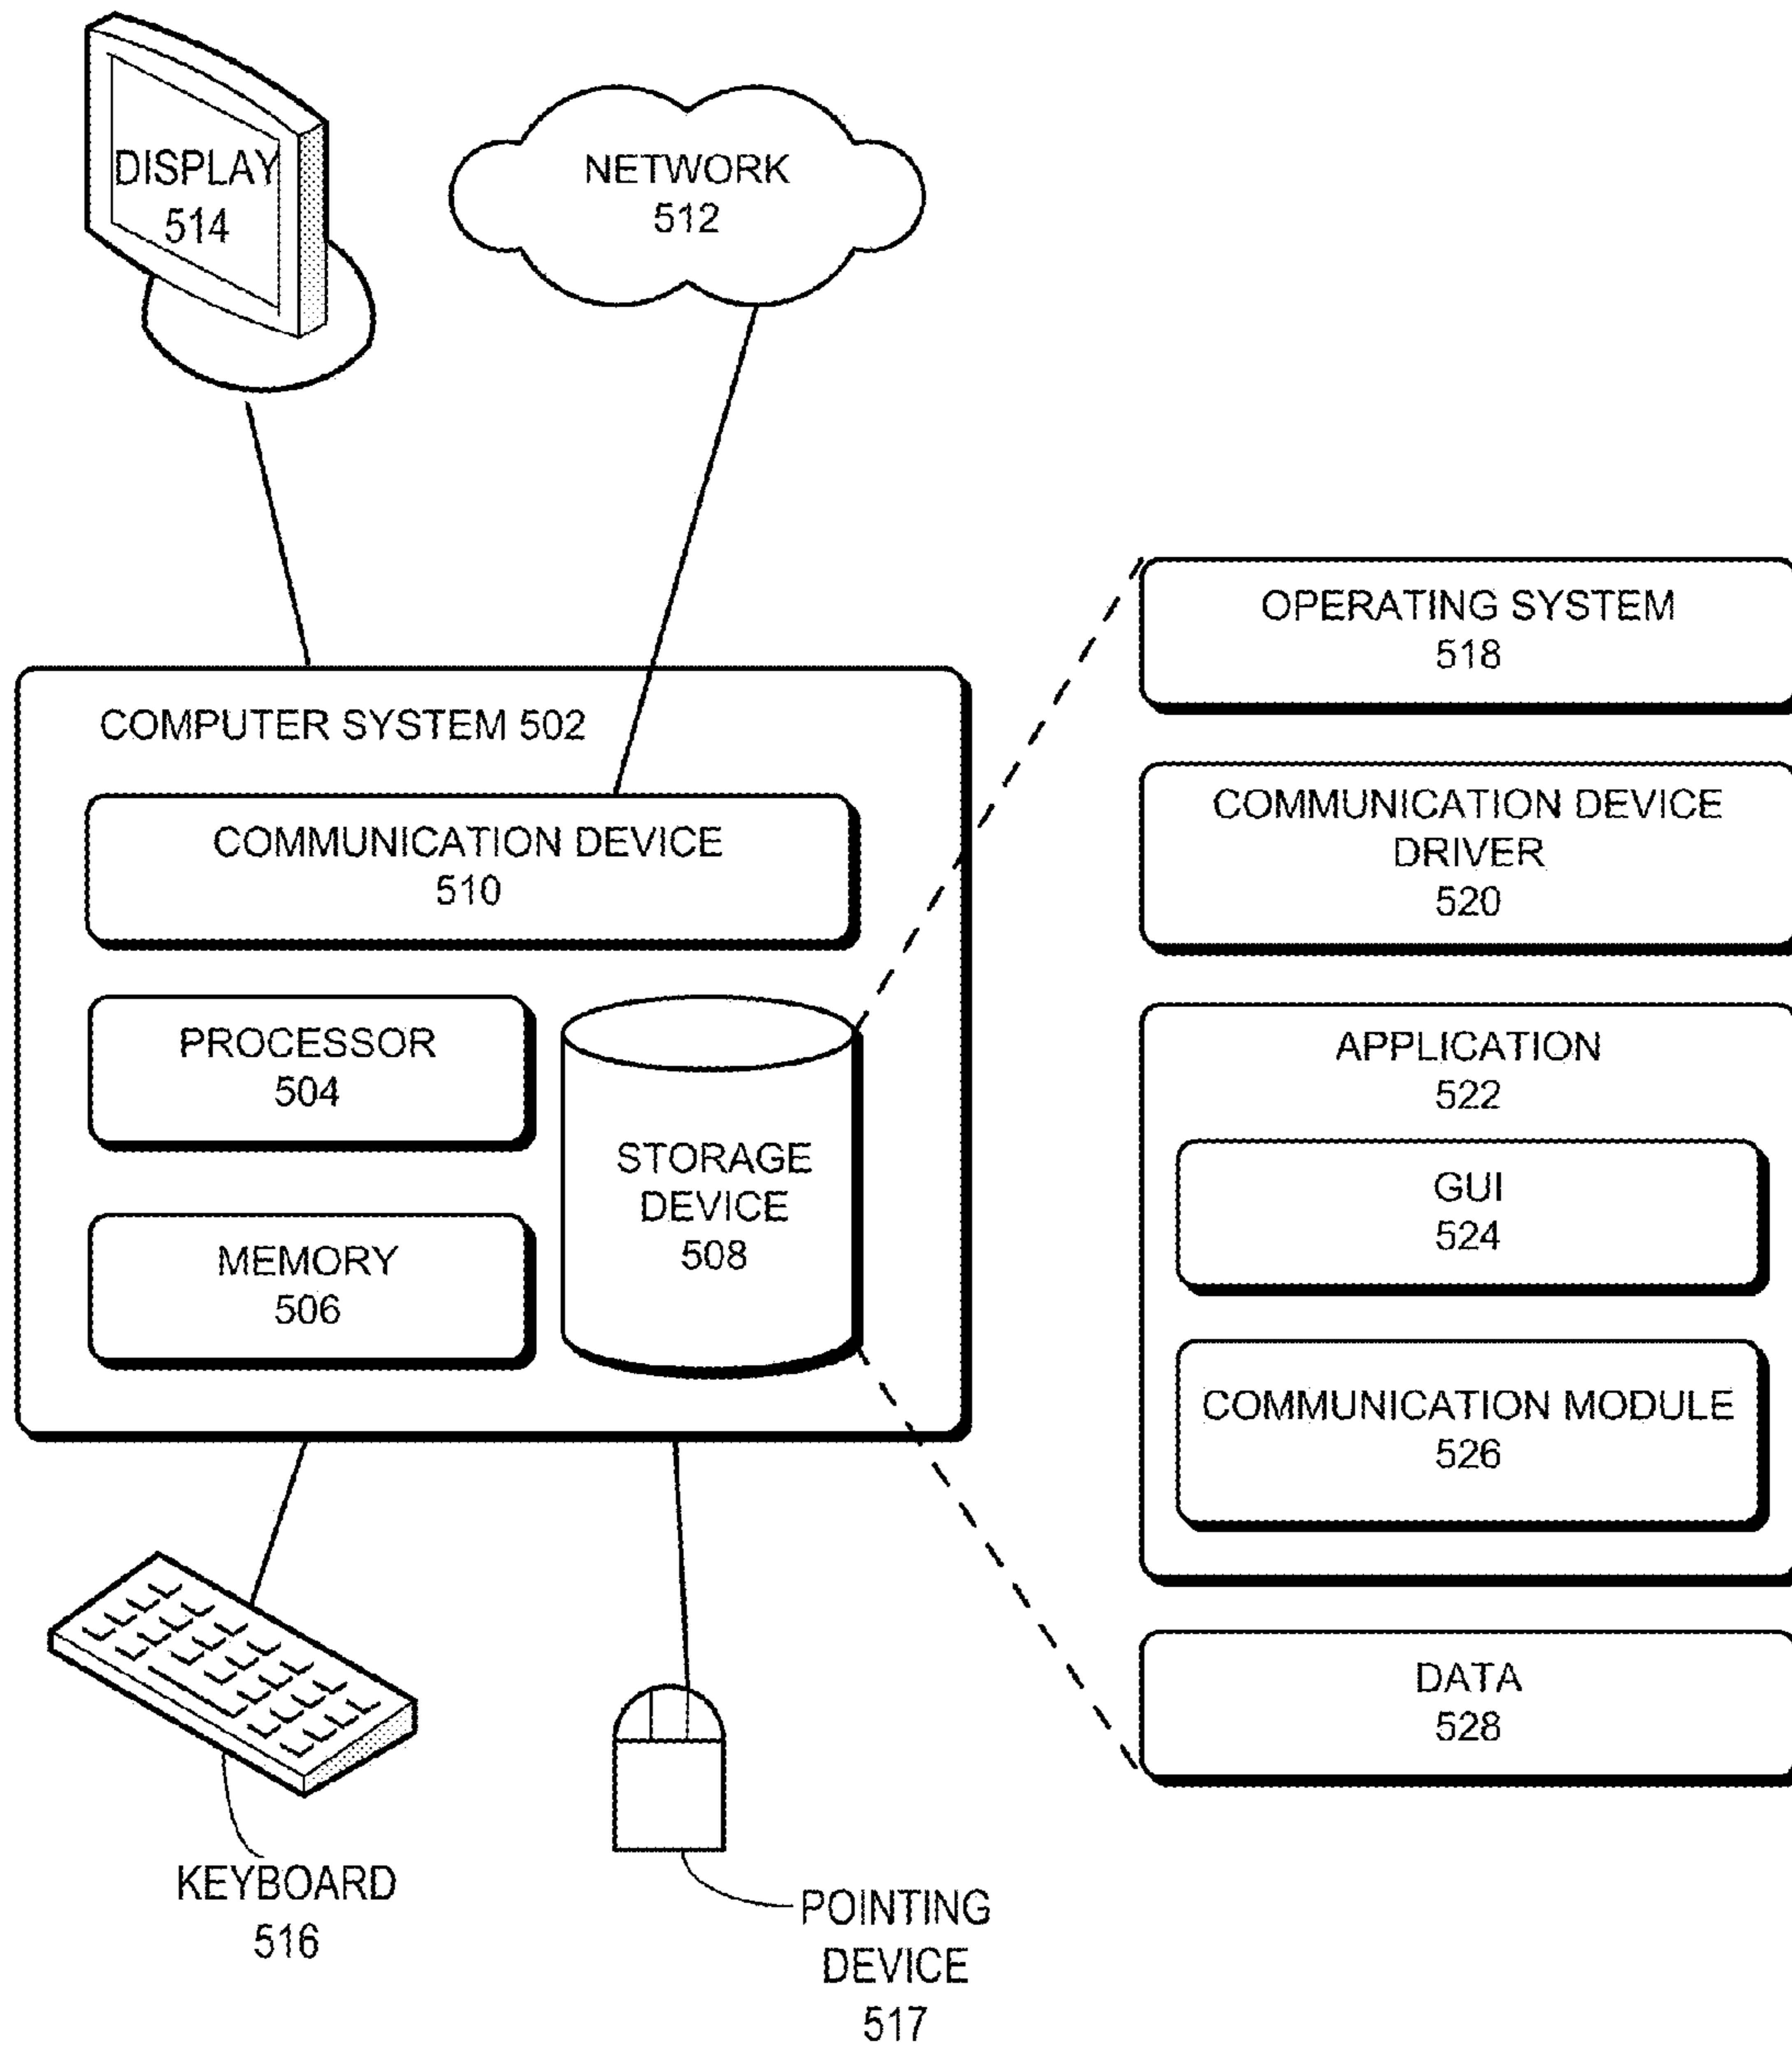 DISPLAY
514
NETWORK
512
COMPUTER SYSTEM 502
COMMUNICATION DEVICE
510
PROCESSOR
504
MEMORY
506
STORAGE
DEVICE
508
KEYBOARD
516
POINTING
DEVICE
517
OPERATING SYSTEM
518
COMMUNICATION DEVICE
DRIVER
520
APPLICATION
522
GUI
524
COMMUNICATION MODULE
526
DATA
528